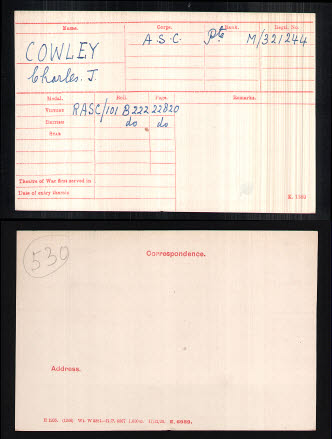 Name. Corps. Rank. Regtl. No.
COWLEY A.S.C. Pte M/321244
Charles. J.
Medal. Roll. Page. Remarks.
Victory RASC/101 B222 22820
British do do
Star
Theatre of War first served in
Date of entry therein
K. 1380
530
Correspondence.
Address.